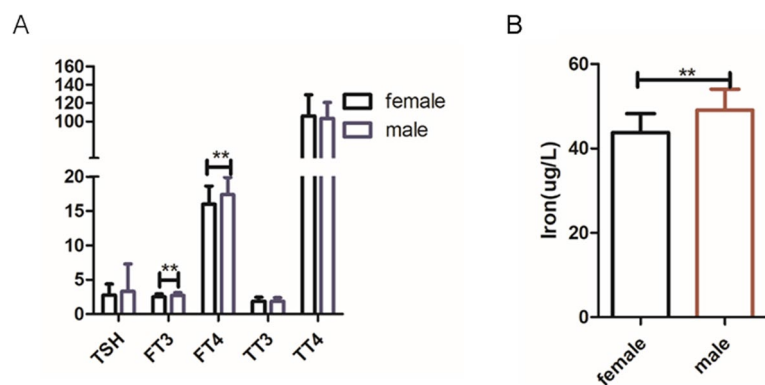 A
B
160
140
120
100
20
15
10
5
0
**
**
female
male
TSH
FT3
FT4
TT3
TT4
Iron(ug/L)
60
40
20
0
**
female
male